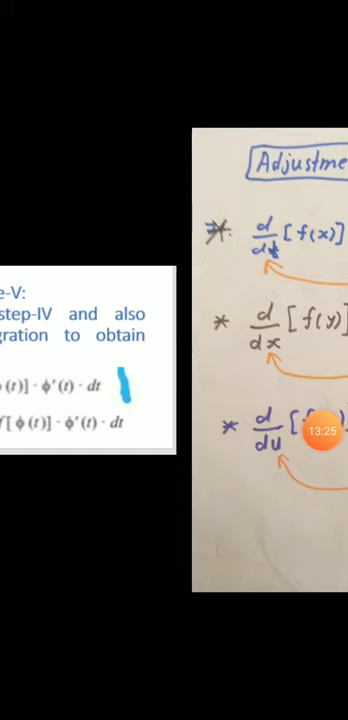 e-V:
step-IV and also
gration to obtain
(t)] · ϕ'(t) · dt
f[ϕ(t)] · ϕ'(t) · dt
Adjustme
d/dt [f(x)]
* d/dx [f(y)]
* d/du [
13:25